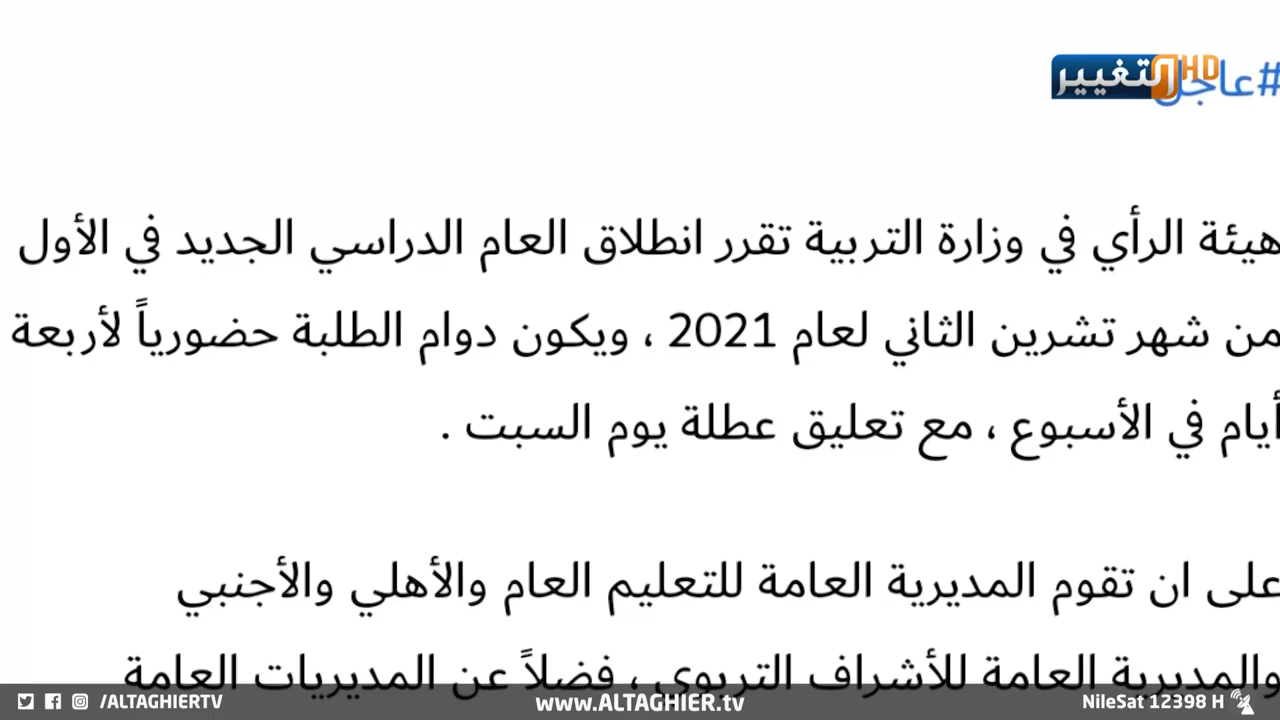 #عاجل
التغيير HD
هيئة الرأي في وزارة التربية تقرر انطلاق العام الدراسي الجديد في الأول
من شهر تشرين الثاني لعام 2021 ، ويكون دوام الطلبة حضورياً لأربعة
أيام في الأسبوع ، مع تعليق عطلة يوم السبت .
على ان تقوم المديرية العامة للتعليم العام والأهلي والأجنبي
والمديرية العامة للأشراف التربوي ، فضلاً عن المديريات العامة
/ALTAGHIERTV www.ALTAGHIER.tv NileSat 12398 H